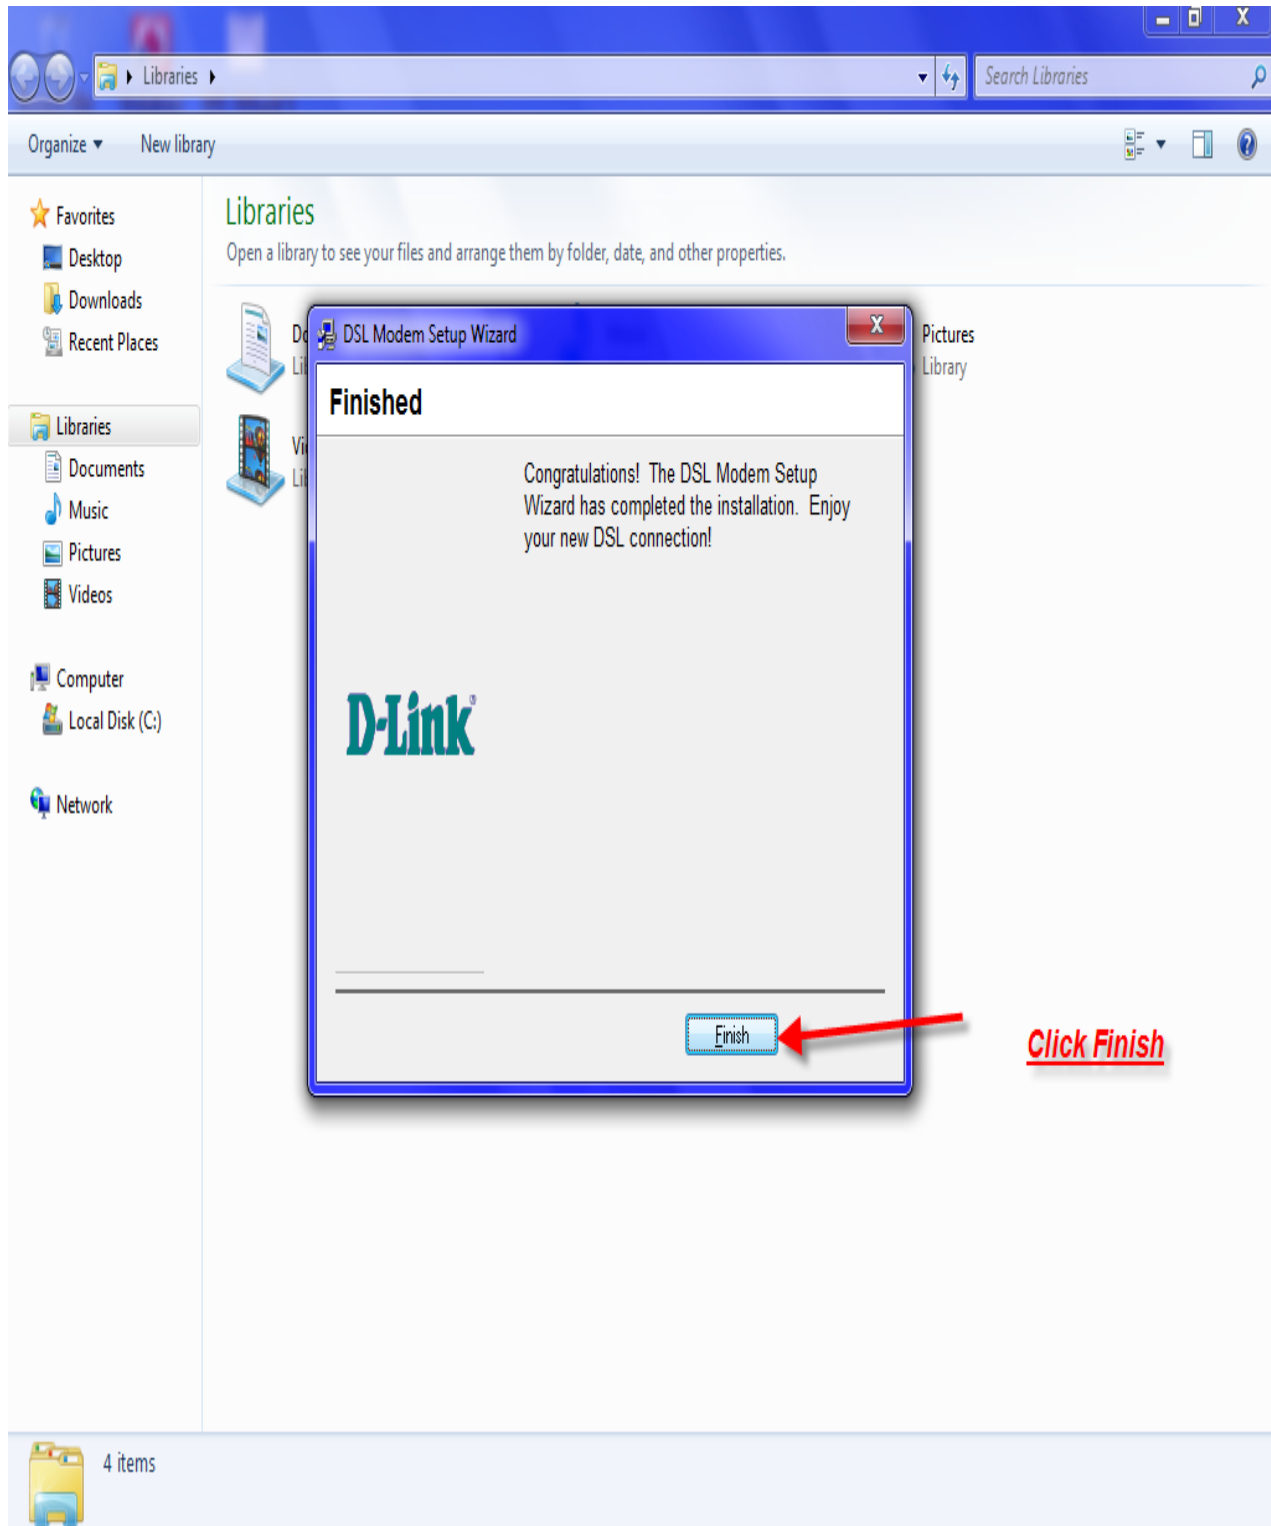 Libraries
Search Libraries
Organize
New library
Favorites
Desktop
Downloads
Recent Places
Libraries
Documents
Music
Pictures
Videos
Computer
Local Disk (C:)
Network
Libraries
Open a library to see your files and arrange them by folder, date, and other properties.
Pictures
Library
DSL Modem Setup Wizard
X
Finished
Congratulations! The DSL Modem Setup
Wizard has completed the installation. Enjoy
your new DSL connection!
D-Link®
Finish
Click Finish
4 items